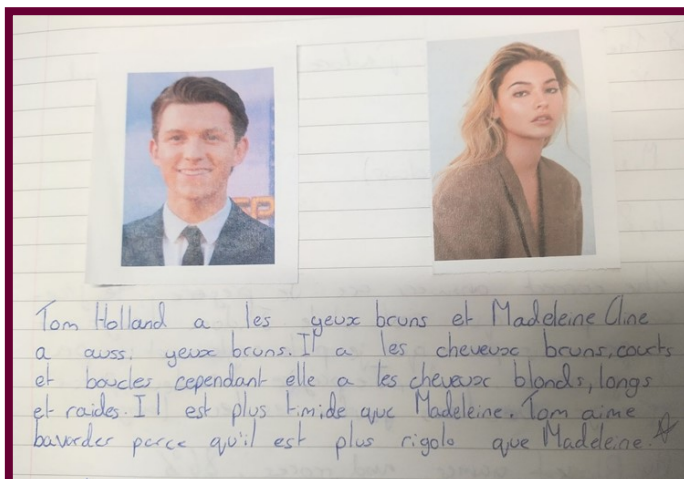 Tom Holland a les yeux bruns et Madeleine Cline
a aussi yeux bruns. Il a les cheveux bruns, courts
et boucles cependant elle a les cheveux blonds, longs
et raides. Il est plus timide que Madeleine. Tom aime
bavarder parce qu'il est plus rigolo que Madeleine.